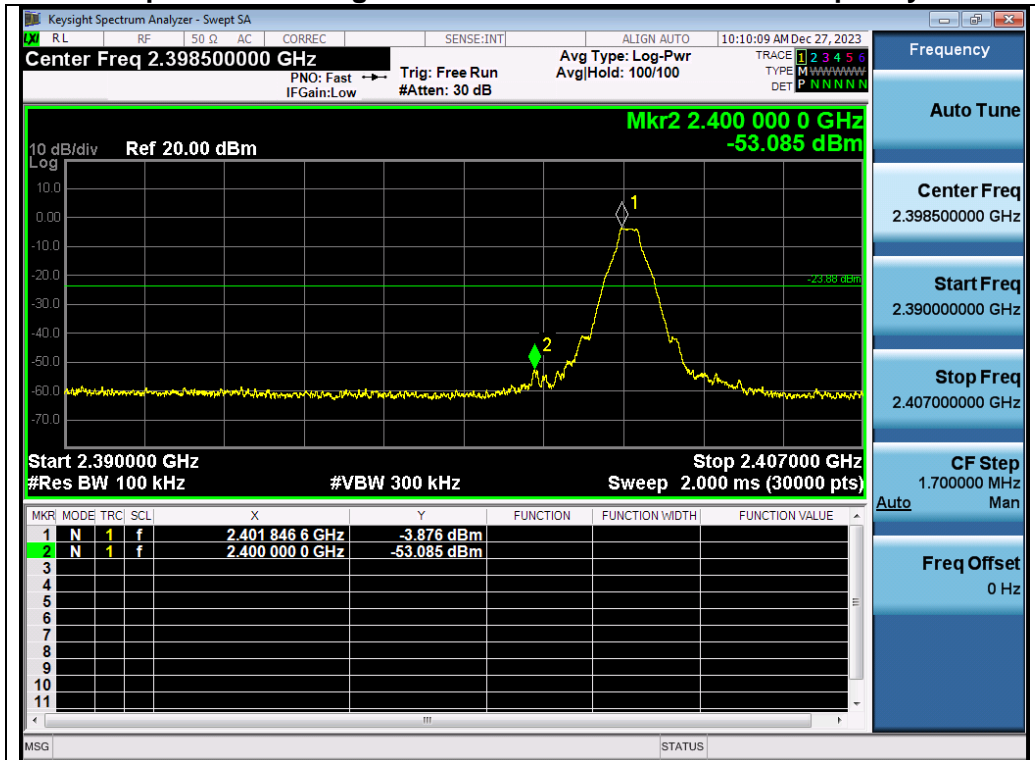 Keysight Spectrum Analyzer - Swept SA
LXI RL RF 50 Ω AC CORREC SENSE:INT ALIGN AUTO 10:10:09 AM Dec 27, 2023
Center Freq 2.398500000 GHz
PNO: Fast
IFGain:Low
Trig: Free Run
#Atten: 30 dB
Avg Type: Log-Pwr
Avg|Hold: 100/100
TRACE 1 2 3 4 5 6
TYPE M WWWWW
DET P N N N N N
Mkr2 2.400 000 0 GHz
-53.085 dBm
10 dB/div Ref 20.00 dBm
Log
10.0
0.00
-10.0
-20.0
-30.0
-40.0
-50.0
-60.0
-70.0
1
-23.88 dBm
2
Start 2.390000 GHz Stop 2.407000 GHz
#Res BW 100 kHz #VBW 300 kHz Sweep 2.000 ms (30000 pts)
MKR MODE TRC SCL X Y FUNCTION FUNCTION WIDTH FUNCTION VALUE
1 N 1 f 2.401 846 6 GHz -3.876 dBm
2 N 1 f 2.400 000 0 GHz -53.085 dBm
3
4
5
6
7
8
9
10
11
MSG STATUS
Frequency
Auto Tune
Center Freq
2.398500000 GHz
Start Freq
2.390000000 GHz
Stop Freq
2.407000000 GHz
CF Step
1.700000 MHz
Auto Man
Freq Offset
0 Hz